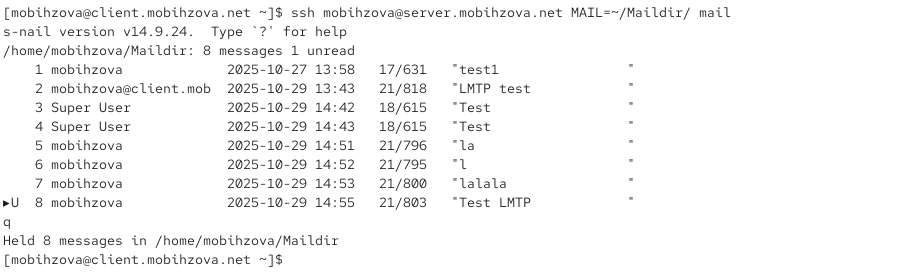 [mobihzova@client.mobihzova.net ~]$ ssh mobihzova@server.mobihzova.net MAIL=~/Maildir/ mail
s-nail version v14.9.24.  Type `?' for help
/home/mobihzova/Maildir: 8 messages 1 unread
    1 mobihzova             2025-10-27 13:58   17/631   "test1                "
    2 mobihzova@client.mob  2025-10-29 13:43   21/818   "LMTP test            "
    3 Super User            2025-10-29 14:42   18/615   "Test                 "
    4 Super User            2025-10-29 14:43   18/615   "Test                 "
    5 mobihzova             2025-10-29 14:51   21/796   "la                   "
    6 mobihzova             2025-10-29 14:52   21/795   "l                    "
    7 mobihzova             2025-10-29 14:53   21/800   "lalala               "
▸U  8 mobihzova             2025-10-29 14:55   21/803   "Test LMTP            "
q
Held 8 messages in /home/mobihzova/Maildir
[mobihzova@client.mobihzova.net ~]$